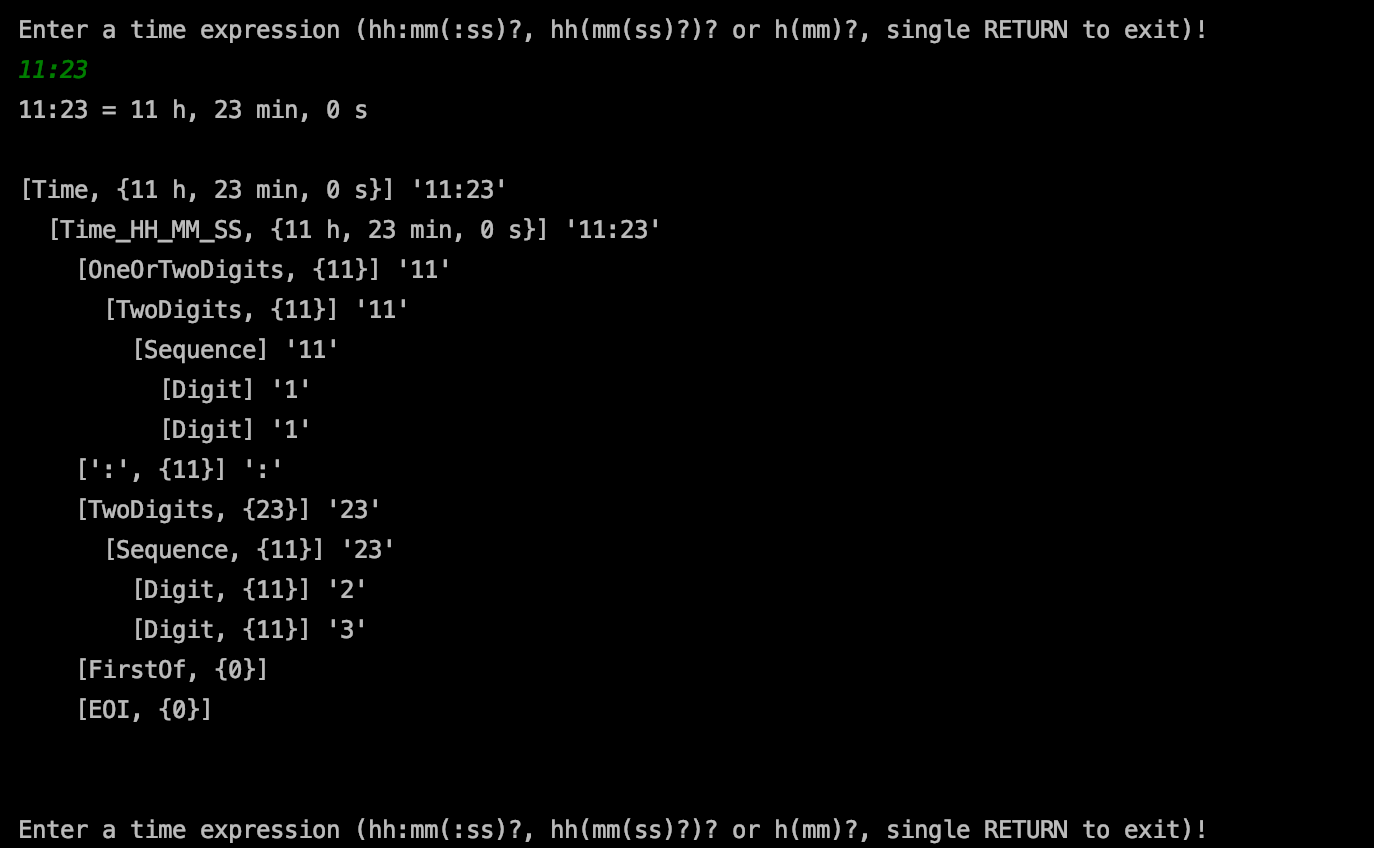 Enter a time expression (hh:mm(:ss)?, hh(mm(ss)?)? or h(mm)?, single RETURN to exit)!
11:23
11:23 = 11 h, 23 min, 0 s
[Time, {11 h, 23 min, 0 s}] '11:23'
[Time_HH_MM_SS, {11 h, 23 min, 0 s}] '11:23'
[OneOrTwoDigits, {11}] '11'
[TwoDigits, {11}] '11'
[Sequence] '11'
[Digit] '1'
[Digit] '1'
[':', {11}] ':'
[TwoDigits, {23}] '23'
[Sequence, {11}] '23'
[Digit, {11}] '2'
[Digit, {11}] '3'
[FirstOf, {0}]
[EOI, {0}]
Enter a time expression (hh:mm(:ss)?, hh(mm(ss)?)? or h(mm)?, single RETURN to exit)!